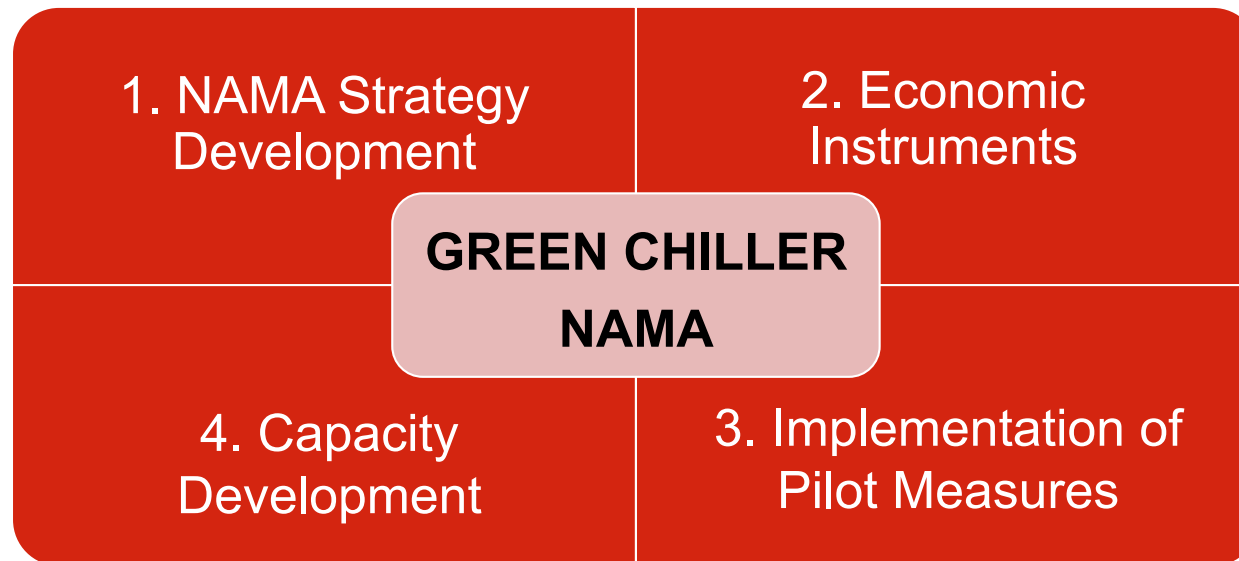 1. NAMA Strategy
Development
2. Economic
Instruments
GREEN CHILLER
NAMA
4. Capacity
Development
3. Implementation of
Pilot Measures